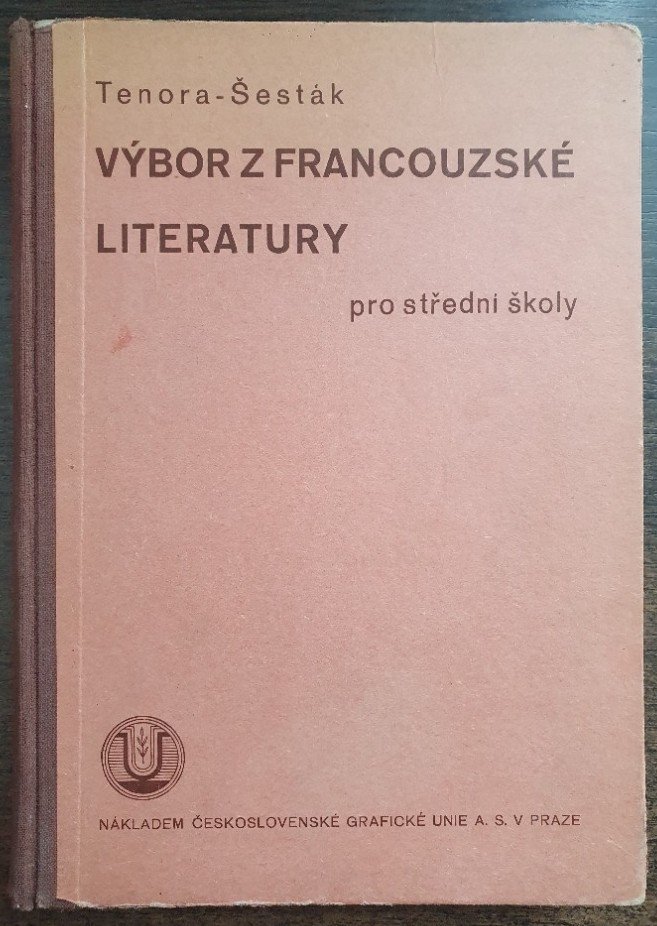 Tenora-Šesták
VÝBOR Z FRANCOUZSKÉ
LITERATURY
pro střední školy
NÁKLADEM ČESKOSLOVENSKÉ GRAFICKÉ UNIE A. S. V PRAZE